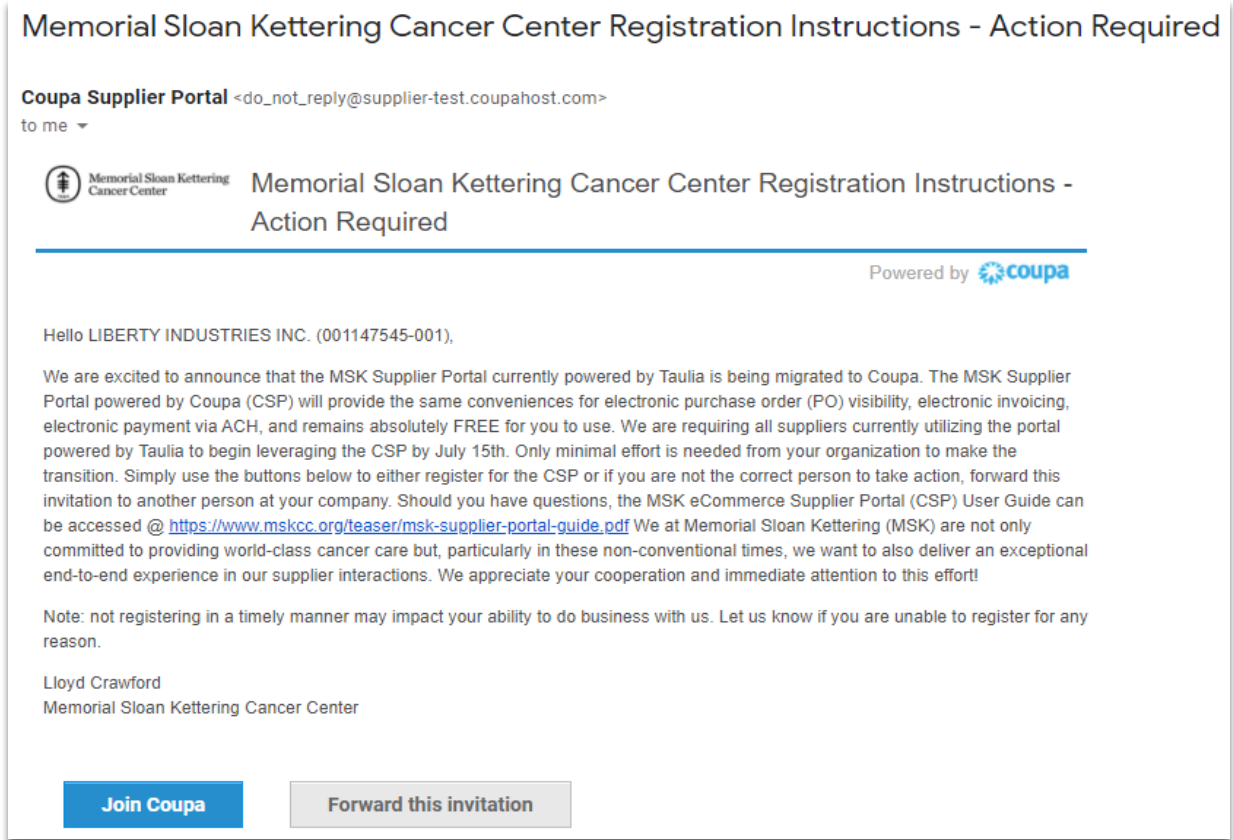 Memorial Sloan Kettering Cancer Center Registration Instructions - Action Required
Coupa Supplier Portal <do_not_reply@supplier-test.coupahost.com>
to me
Memorial Sloan Kettering
Cancer Center
Memorial Sloan Kettering Cancer Center Registration Instructions -
Action Required
Powered by coupa
Hello LIBERTY INDUSTRIES INC. (001147545-001),
We are excited to announce that the MSK Supplier Portal currently powered by Taulia is being migrated to Coupa. The MSK Supplier
Portal powered by Coupa (CSP) will provide the same conveniences for electronic purchase order (PO) visibility, electronic invoicing,
electronic payment via ACH, and remains absolutely FREE for you to use. We are requiring all suppliers currently utilizing the portal
powered by Taulia to begin leveraging the CSP by July 15th. Only minimal effort is needed from your organization to make the
transition. Simply use the buttons below to either register for the CSP or if you are not the correct person to take action, forward this
invitation to another person at your company. Should you have questions, the MSK eCommerce Supplier Portal (CSP) User Guide can
be accessed @ https://www.mskcc.org/teaser/msk-supplier-portal-guide.pdf We at Memorial Sloan Kettering (MSK) are not only
committed to providing world-class cancer care but, particularly in these non-conventional times, we want to also deliver an exceptional
end-to-end experience in our supplier interactions. We appreciate your cooperation and immediate attention to this effort!
Note: not registering in a timely manner may impact your ability to do business with us. Let us know if you are unable to register for any
reason.
Lloyd Crawford
Memorial Sloan Kettering Cancer Center
Join Coupa
Forward this invitation